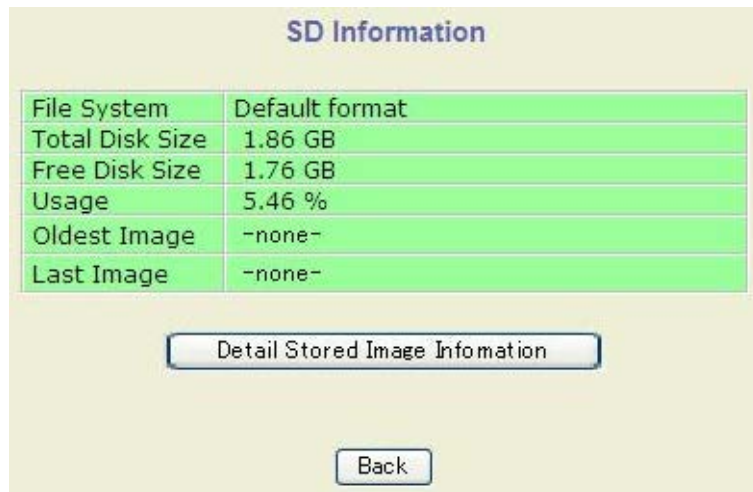 SD Information
File System Default format
Total Disk Size 1.86 GB
Free Disk Size 1.76 GB
Usage 5.46 %
Oldest Image -none-
Last Image -none-
Detail Stored Image Infomation
Back